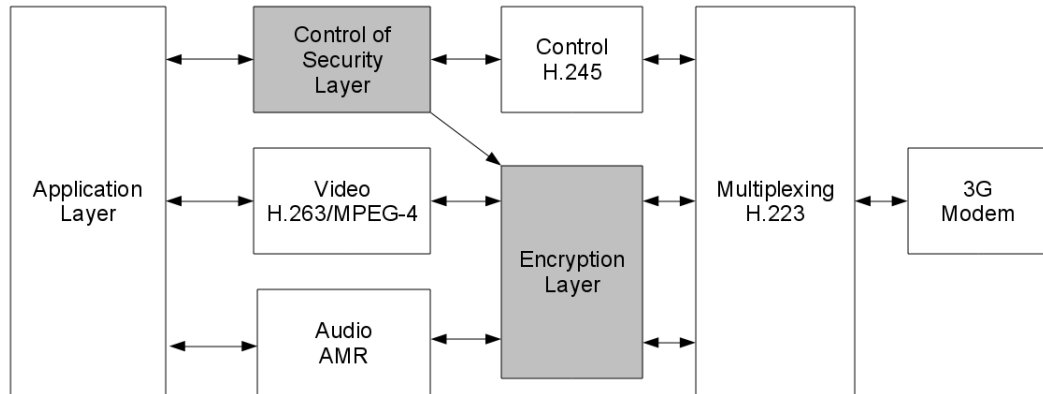 Control of
Security
Layer
Control
H.245
Application
Layer
Video
H.263/MPEG-4
Encryption
Layer
Multiplexing
H.223
3G
Modem
Audio
AMR